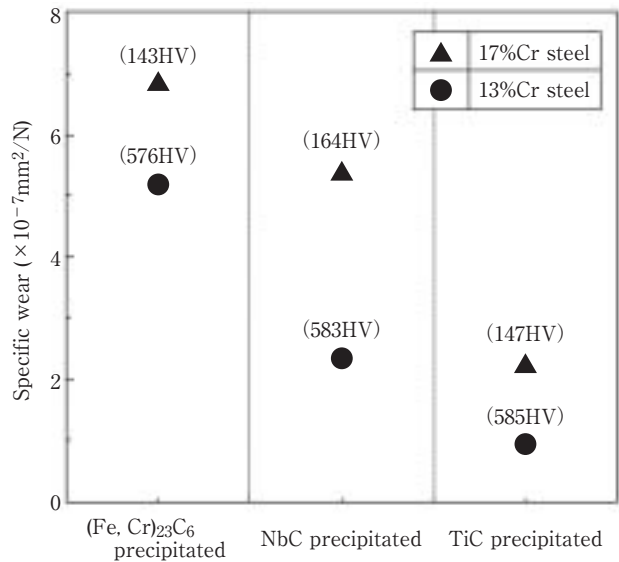 8
6
4
2
0
Specific wear (×10⁻⁷mm²/N)
▲ 17%Cr steel
● 13%Cr steel
(143HV)
(576HV)
(164HV)
(583HV)
(147HV)
(585HV)
(Fe, Cr)₂₃C₆
precipitated
NbC precipitated
TiC precipitated